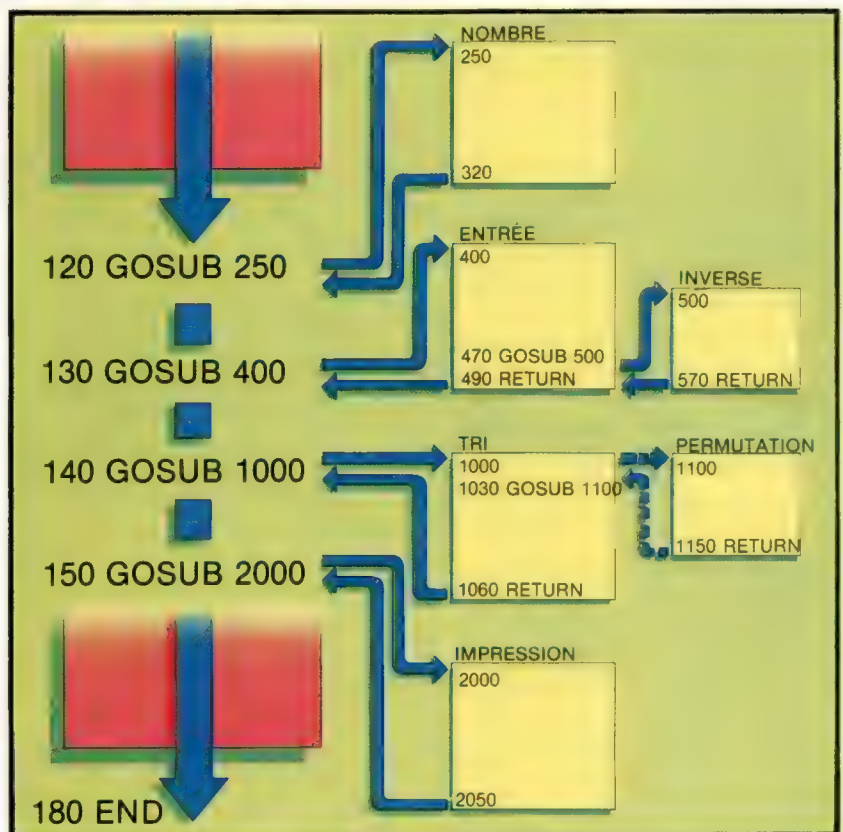 NOMBRE
250
320
120 GOSUB 250
ENTRÉE
400
470 GOSUB 500
490 RETURN
INVERSE
500
570 RETURN
130 GOSUB 400
TRI
1000
1030 GOSUB 1100
1060 RETURN
PERMUTATION
1100
1150 RETURN
140 GOSUB 1000
150 GOSUB 2000
IMPRESSION
2000
2050
180 END